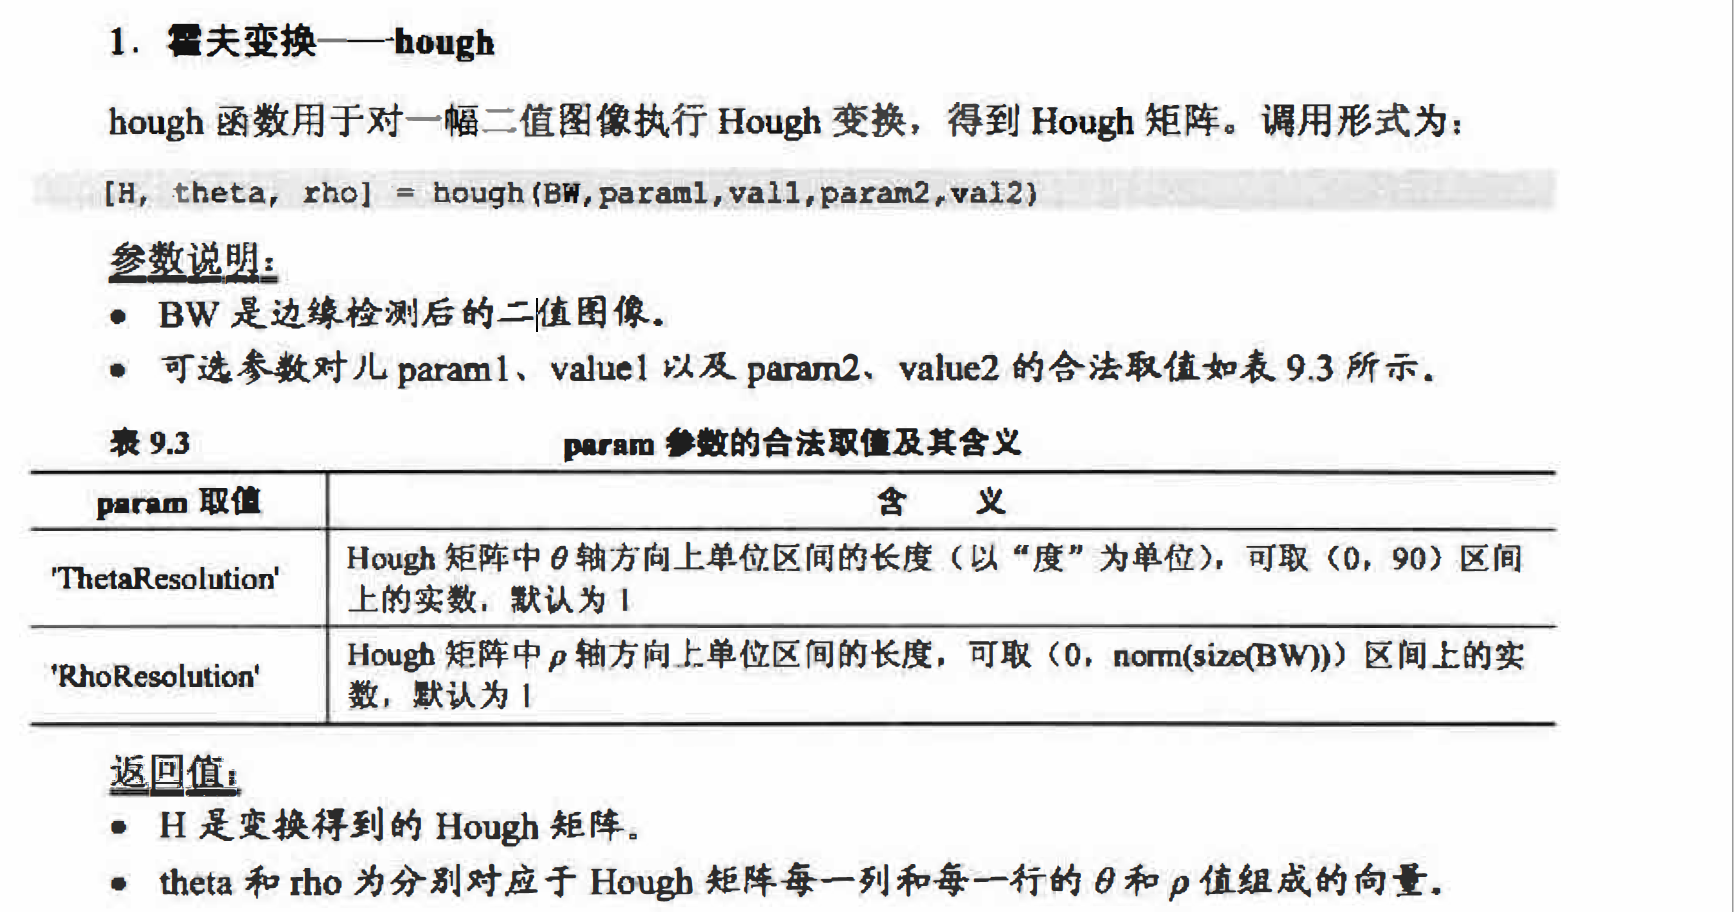 1. 霍夫变换——hough
hough 函数用于对一幅二值图像执行 Hough 变换，得到 Hough 矩阵。调用形式为：
[H, theta, rho] = hough(BW,param1,val1,param2,val2)
参数说明：
● BW 是边缘检测后的二值图像。
● 可选参数对儿 param1、value1 以及 param2、value2 的合法取值如表 9.3 所示。
表 9.3 param 参数的合法取值及其含义
param 取值 含 义
'ThetaResolution' Hough 矩阵中 θ 轴方向上单位区间的长度（以“度”为单位），可取（0，90）区间
上的实数，默认为 1
'RhoResolution' Hough 矩阵中 ρ 轴方向上单位区间的长度，可取（0，norm(size(BW))）区间上的实
数，默认为 1
返回值：
● H 是变换得到的 Hough 矩阵。
● theta 和 rho 为分别对应于 Hough 矩阵每一列和每一行的 θ 和 ρ 值组成的向量。